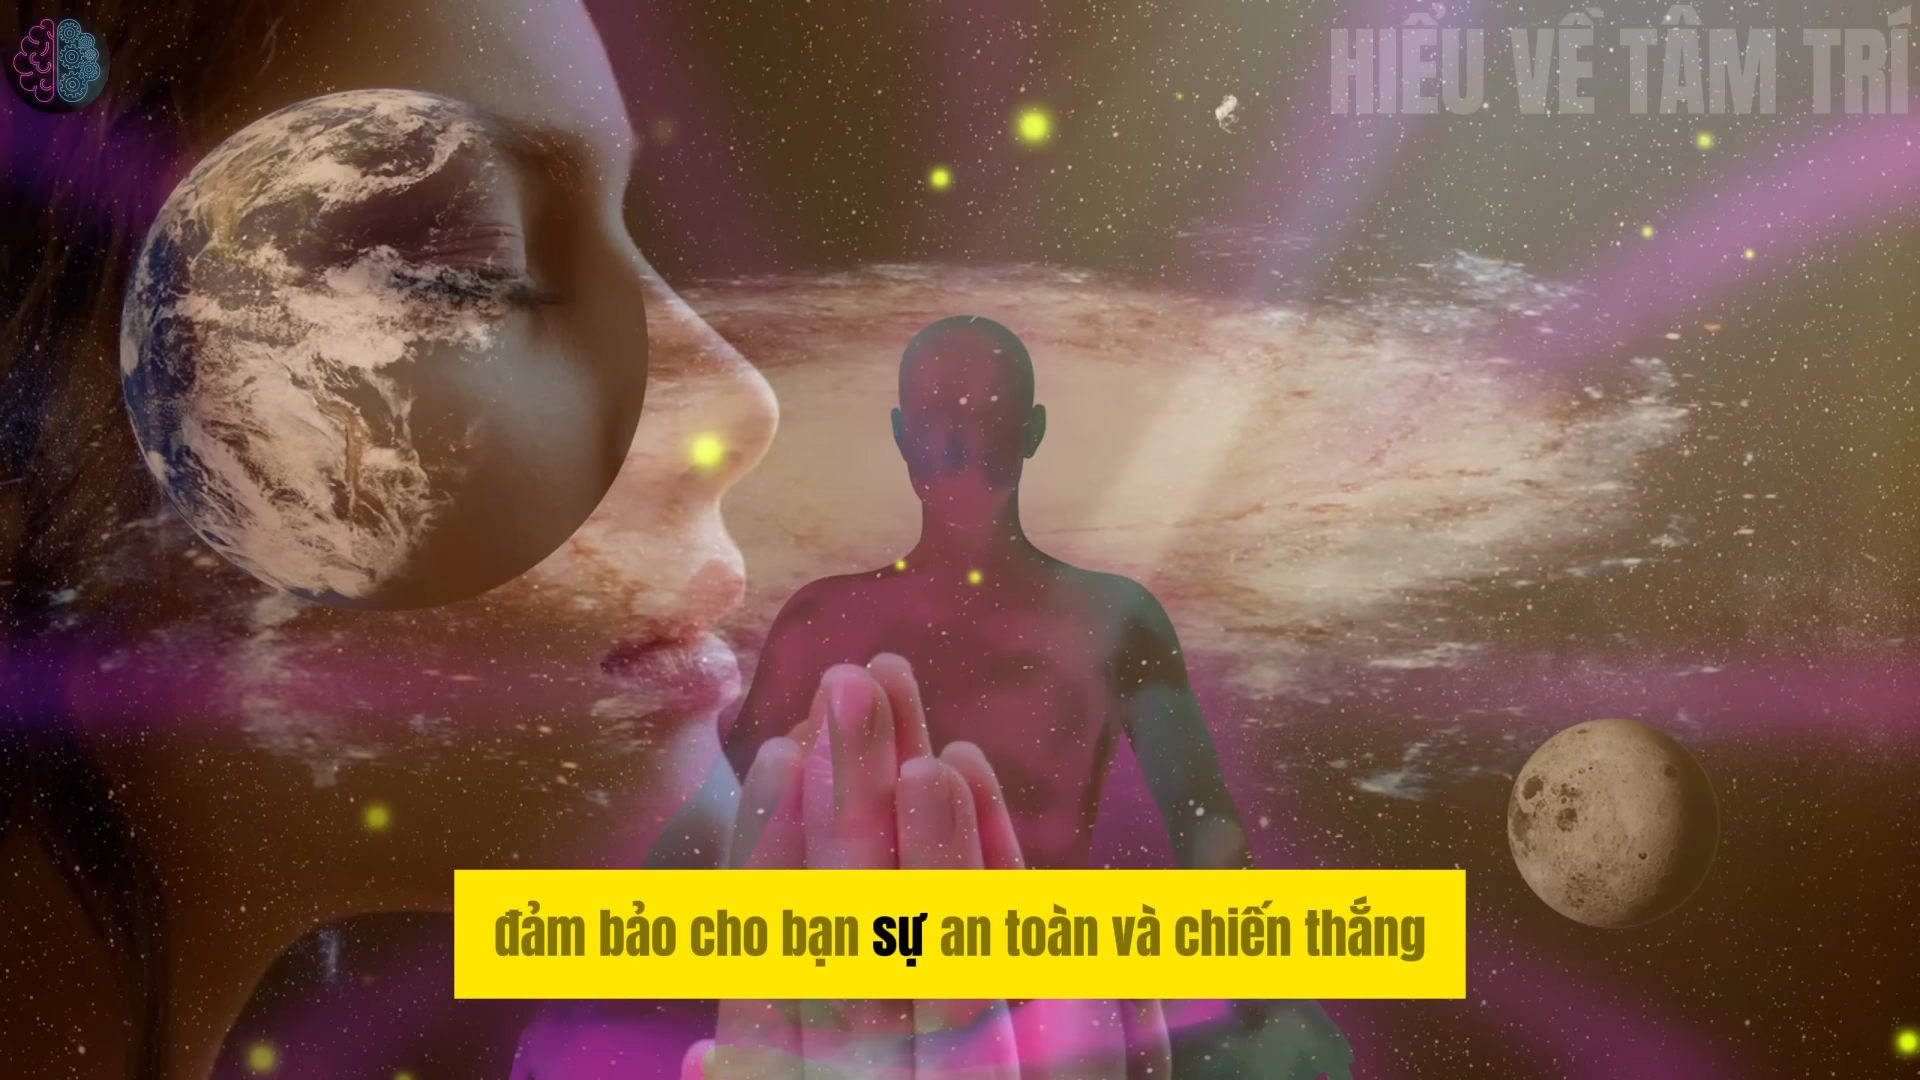 HIỂU VỀ TÂM TRÍ
đảm bảo cho bạn sự an toàn và chiến thắng